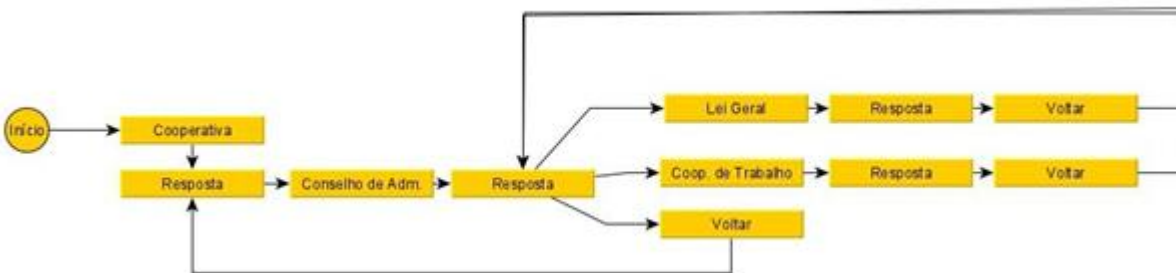 Lei Geral
Resposta
Voltar
Início
Cooperativa
Resposta
Conselho de Adm.
Resposta
Coop. de Trabalho
Resposta
Voltar
Voltar